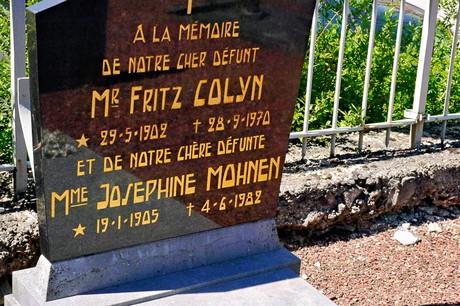 À LA MÉMOIRE
DE NOTRE CHER DÉFUNT
MR FRITZ COLYN
★ 29-5-1902 † 28-9-1970
ET DE NOTRE CHÈRE DÉFUNTE
MME JOSEPHINE MOHNEN
★ 19-1-1905 † 4-6-1982